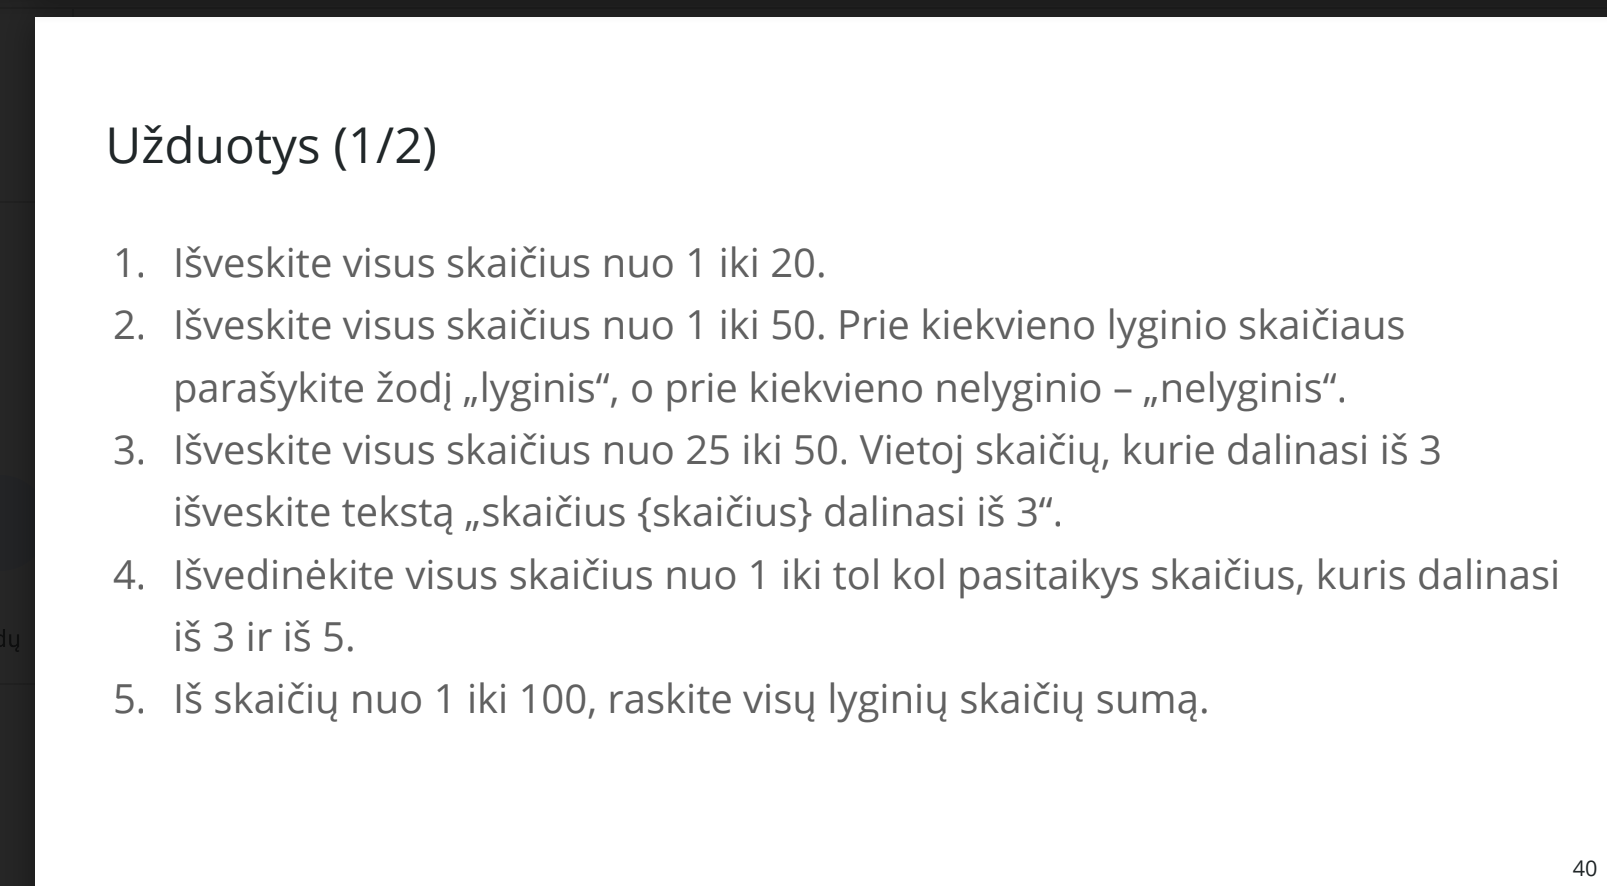 Užduotys (1/2)
1. Išveskite visus skaičius nuo 1 iki 20.
2. Išveskite visus skaičius nuo 1 iki 50. Prie kiekvieno lyginio skaičiaus
parašykite žodį „lyginis“, o prie kiekvieno nelyginio – „nelyginis“.
3. Išveskite visus skaičius nuo 25 iki 50. Vietoj skaičių, kurie dalinasi iš 3
išveskite tekstą „skaičius {skaičius} dalinasi iš 3“.
4. Išvedinėkite visus skaičius nuo 1 iki tol kol pasitaikys skaičius, kuris dalinasi
iš 3 ir iš 5.
dų
5. Iš skaičių nuo 1 iki 100, raskite visų lyginių skaičių sumą.
40